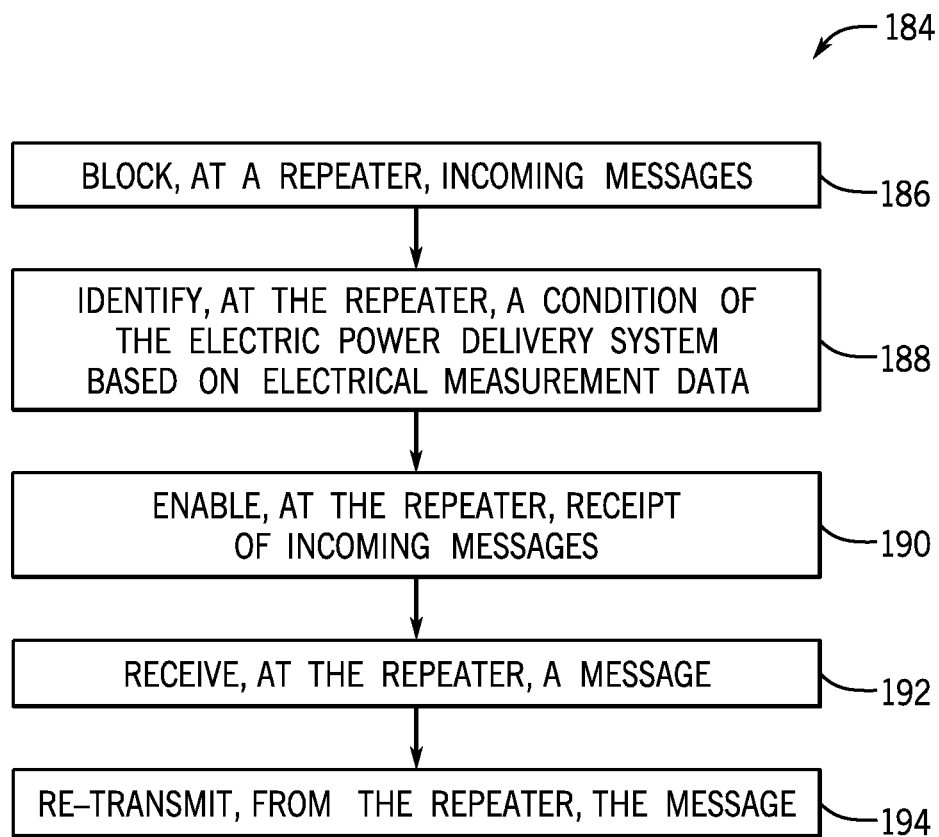 184
BLOCK, AT A REPEATER, INCOMING MESSAGES
186
IDENTIFY, AT THE REPEATER, A CONDITION OF
THE ELECTRIC POWER DELIVERY SYSTEM
BASED ON ELECTRICAL MEASUREMENT DATA
188
ENABLE, AT THE REPEATER, RECEIPT
OF INCOMING MESSAGES
190
RECEIVE, AT THE REPEATER, A MESSAGE
192
RE-TRANSMIT, FROM THE REPEATER, THE MESSAGE
194